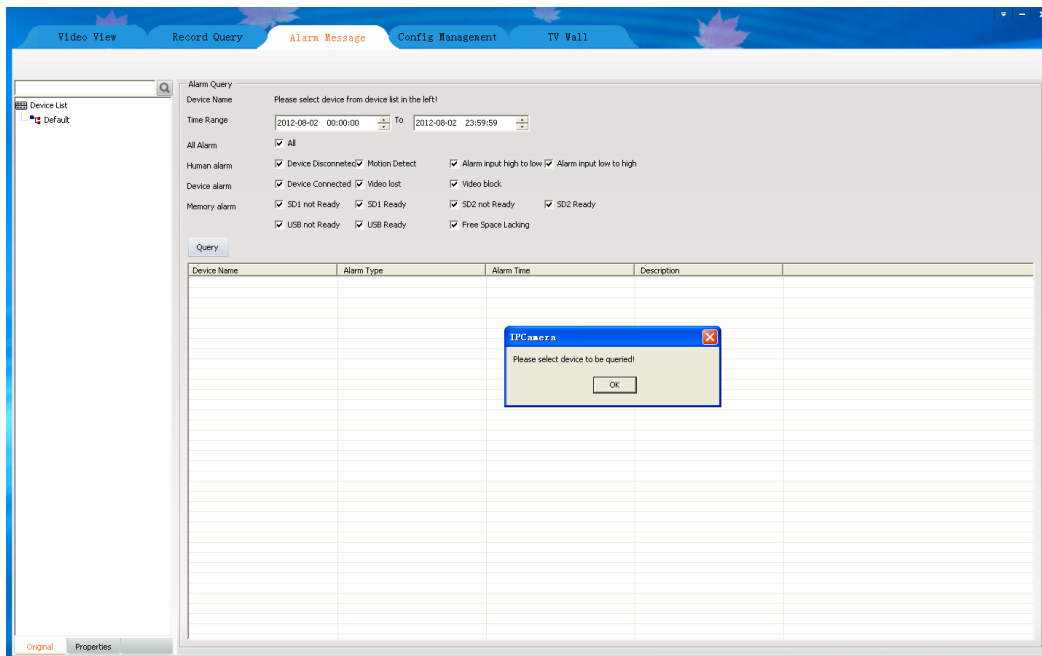 Video View Record Query Alarm Message Config Management TV Wall
Alarm Query
Device List
Default
Device Name Please select device from device list in the left!
Time Range 2012-08-02 00:00:00 To 2012-08-02 23:59:59
All Alarm All
Human alarm Device Disconneted Motion Detect Alarm input high to low Alarm input low to high
Device alarm Device Connected Video lost Video block
Memory alarm SD1 not Ready SD1 Ready SD2 not Ready SD2 Ready
USB not Ready USB Ready Free Space Lacking
Query
Device Name Alarm Type Alarm Time Description
IPCamera
Please select device to be queried!
OK
Original Properties